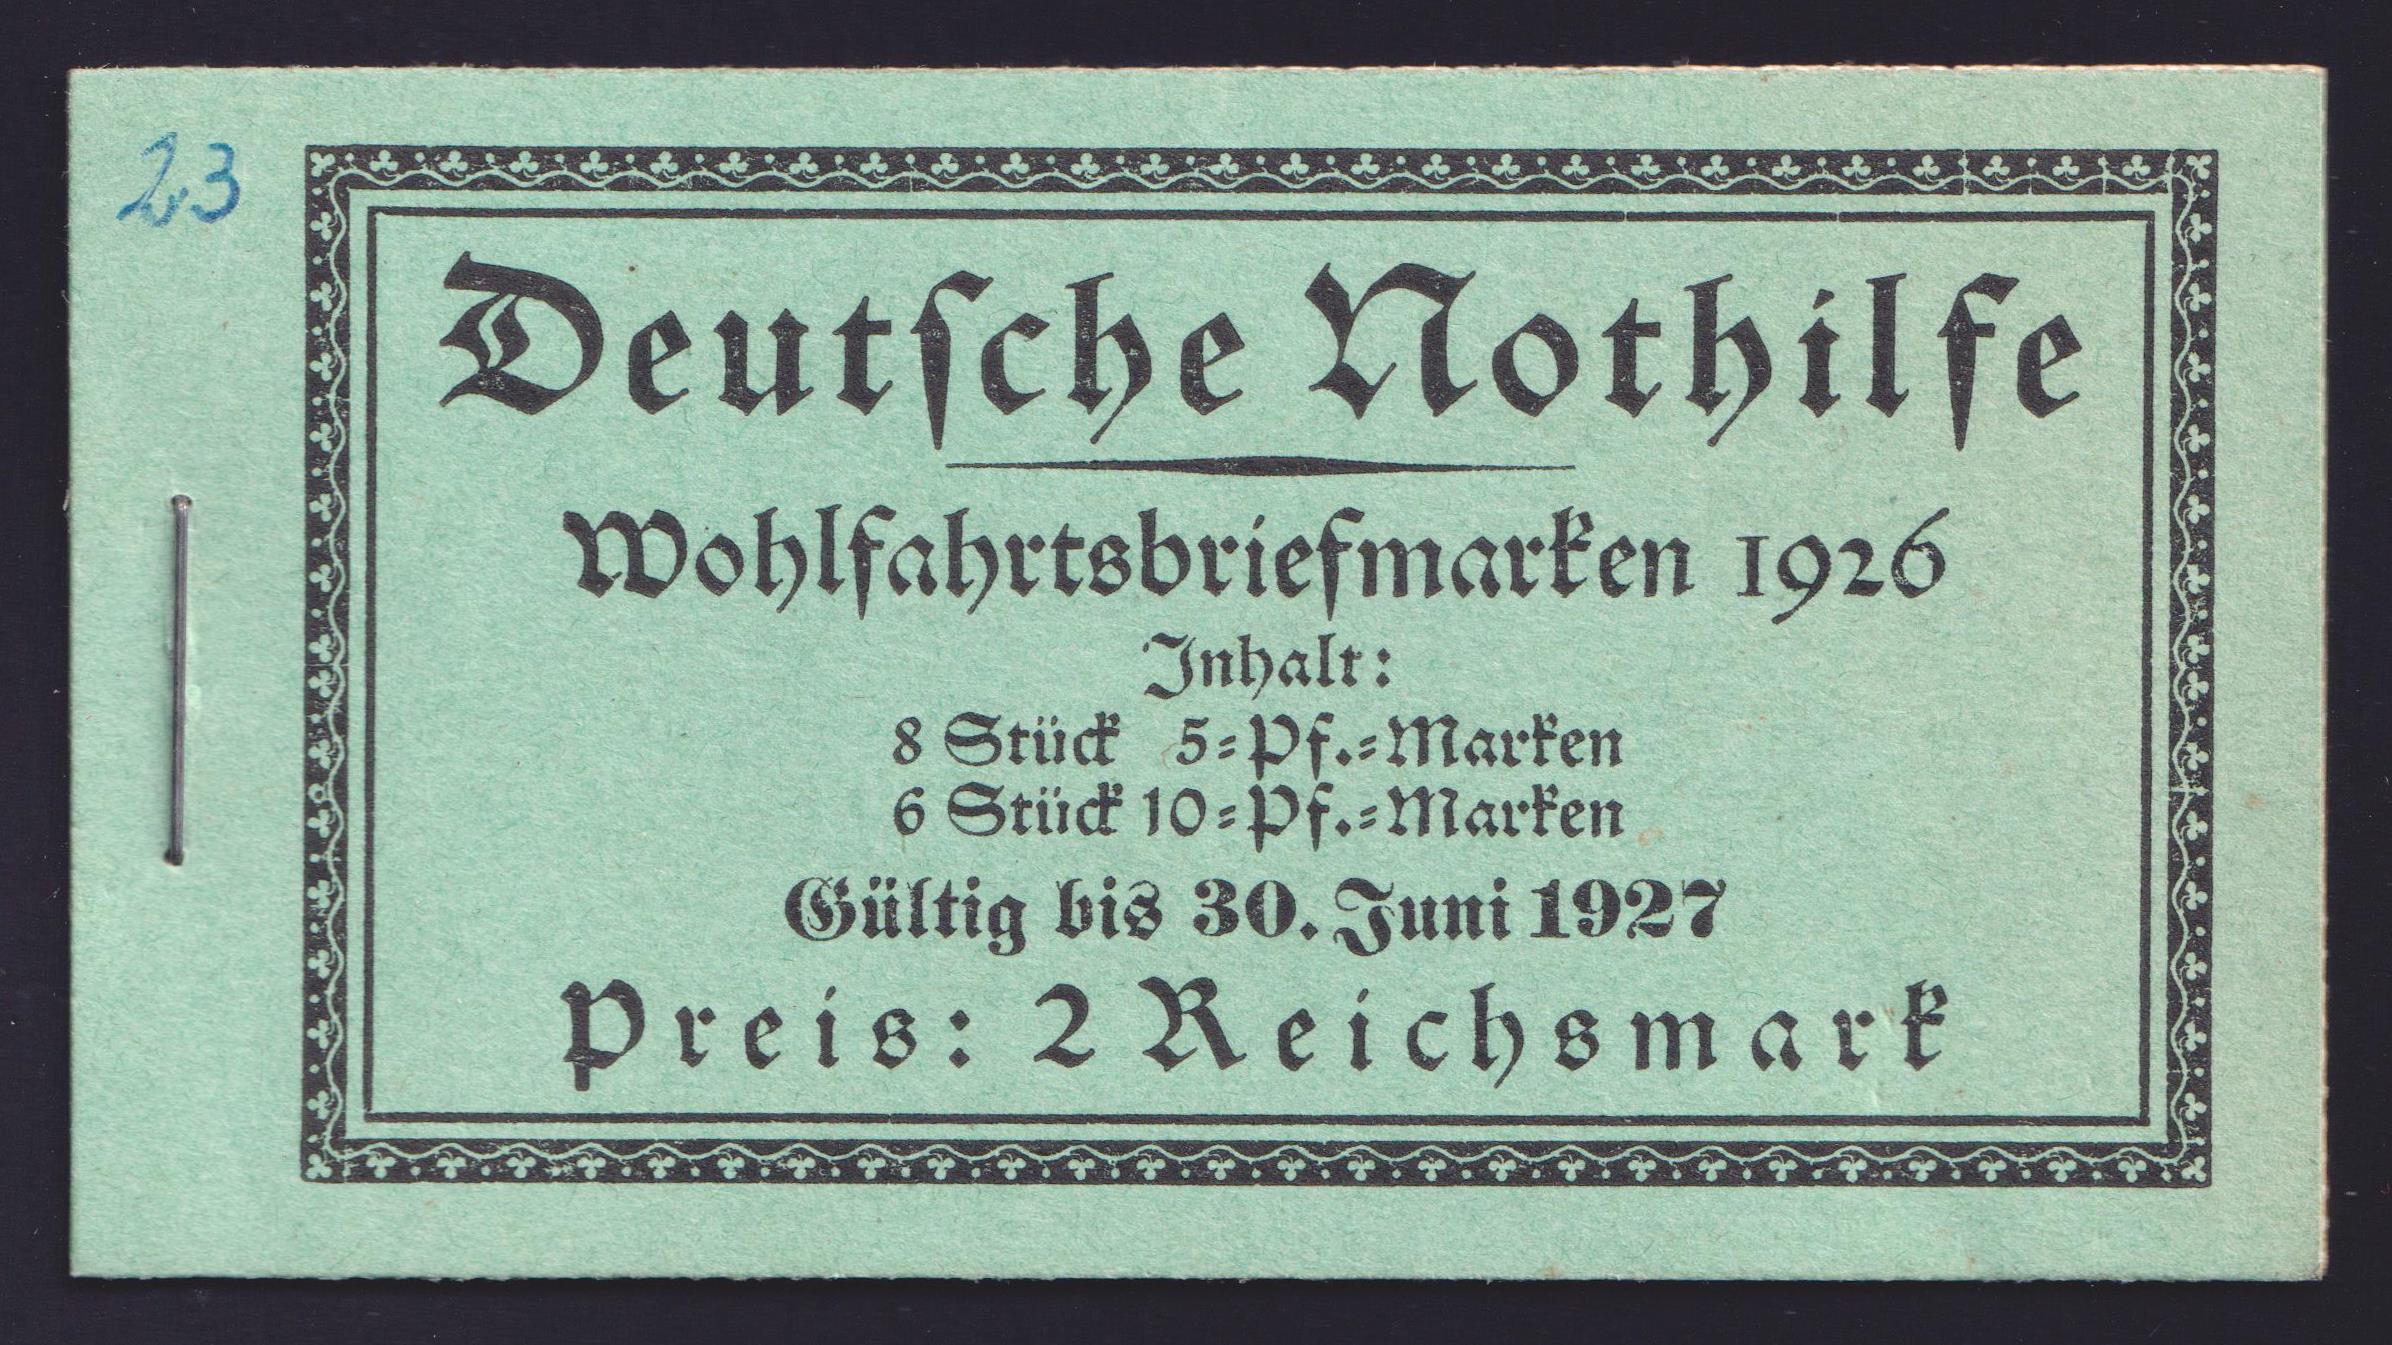 23
Deutſche Nothilfe
Wohlfahrtsbriefmarken 1926
Inhalt:
8 Stück 5=Pf.=Marken
6 Stück 10=Pf.=Marken
Gültig bis 30. Juni 1927
Preis: 2 Reichsmark